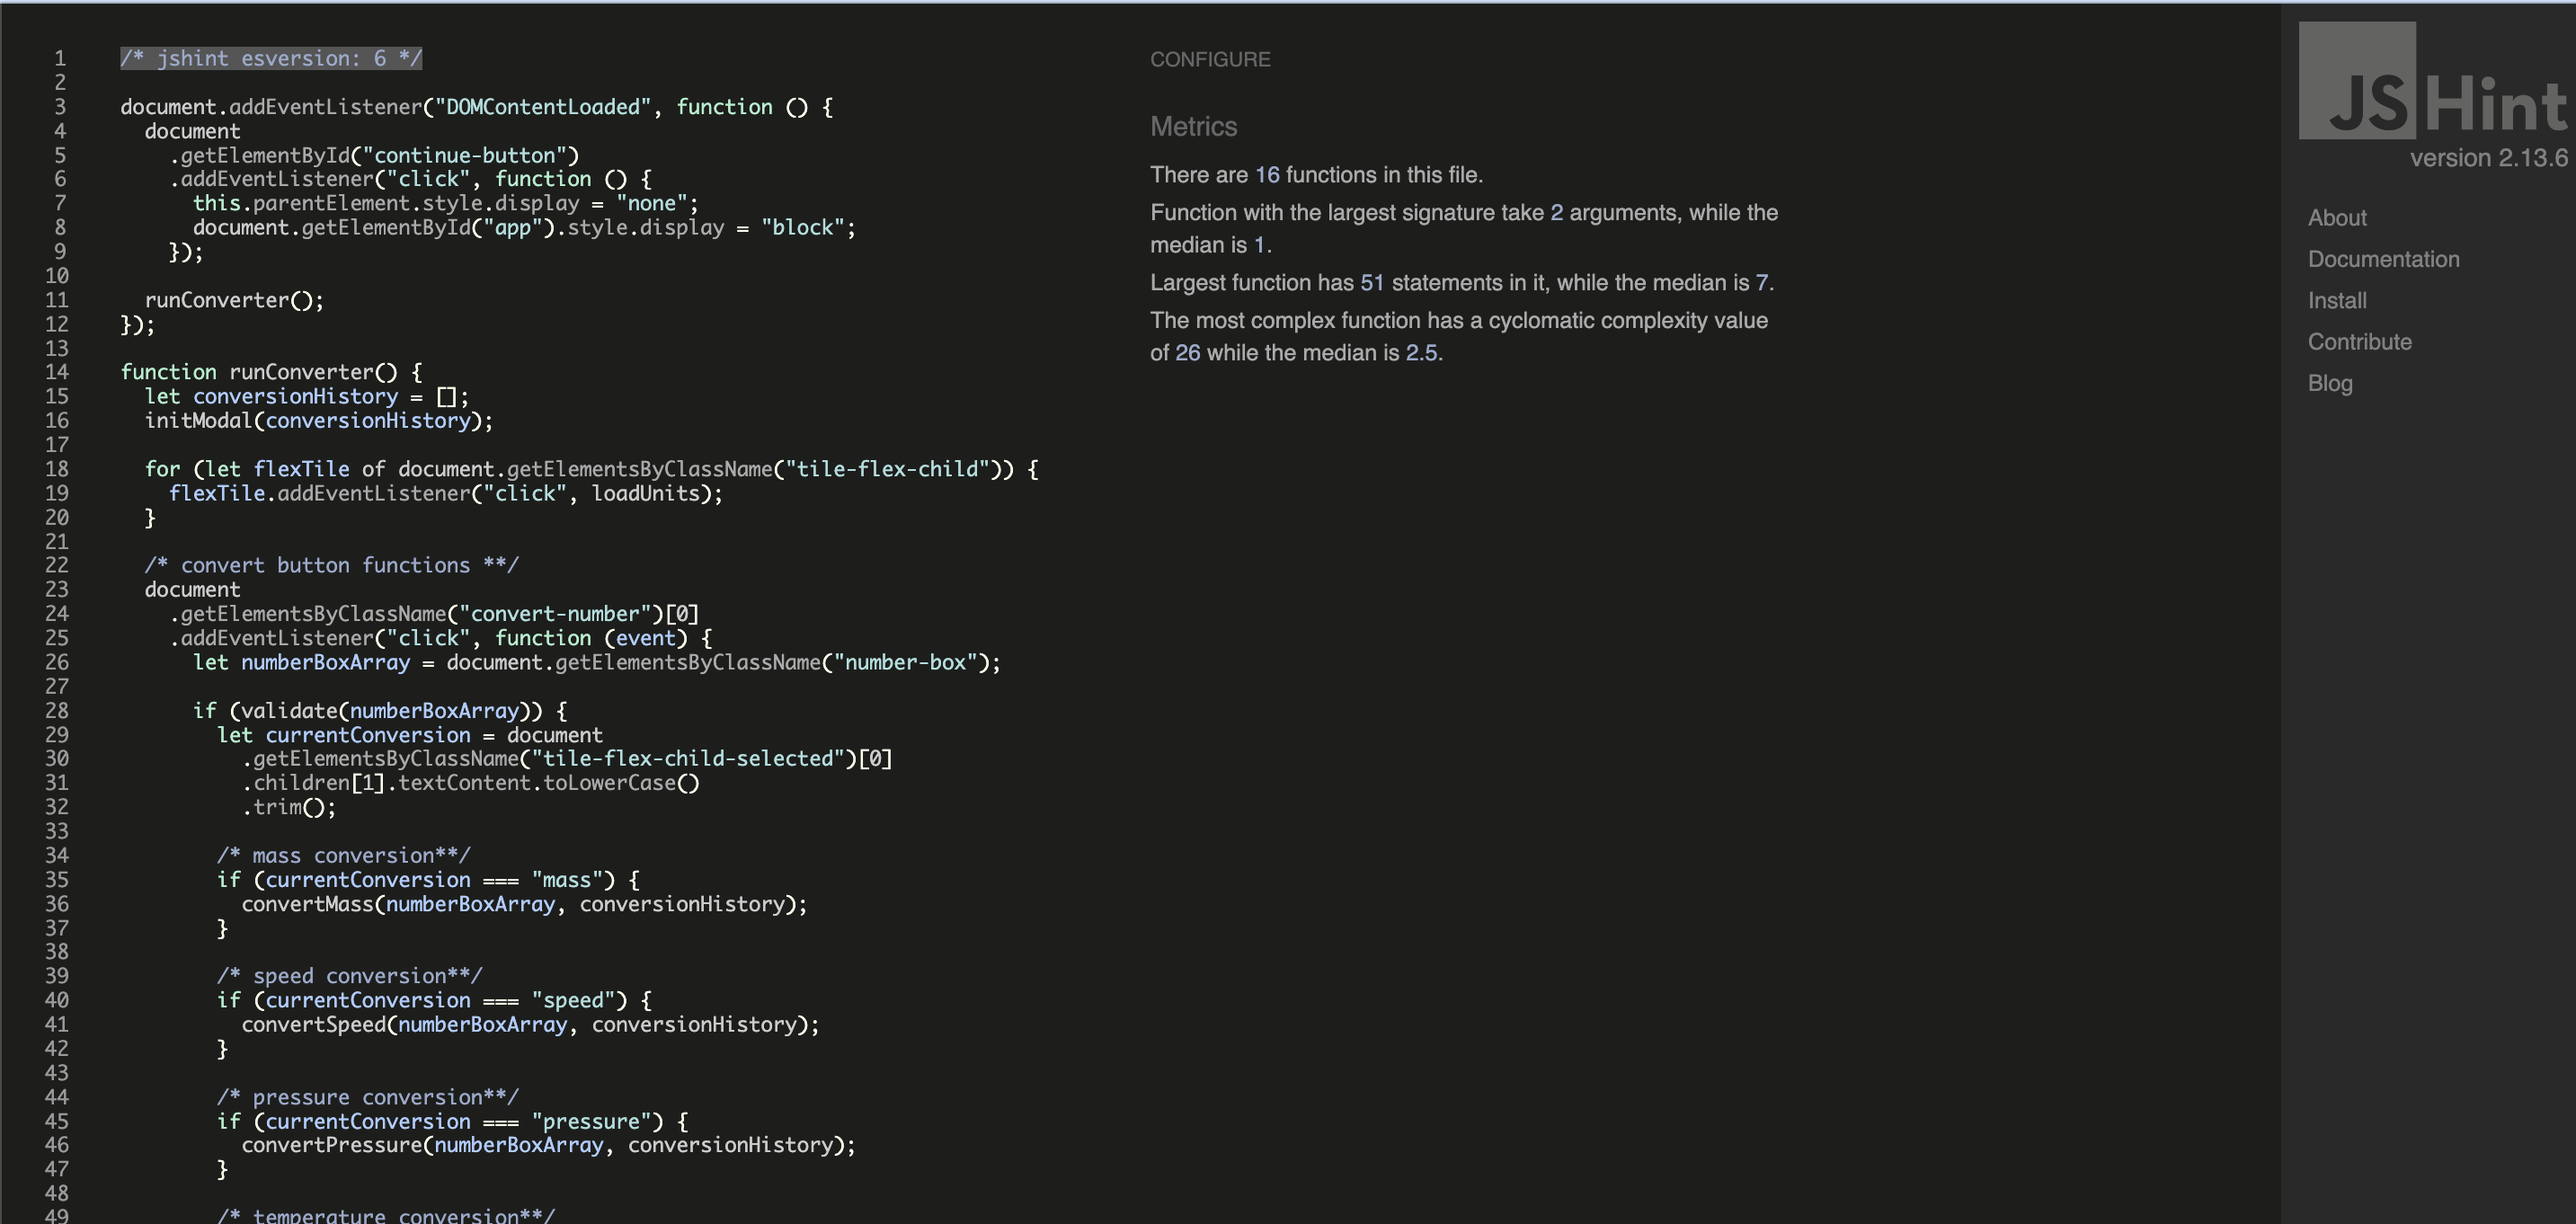 1 /* jshint esversion: 6 */
2
3 document.addEventListener("DOMContentLoaded", function () {
4 document
5 .getElementById("continue-button")
6 .addEventListener("click", function () {
7 this.parentElement.style.display = "none";
8 document.getElementById("app").style.display = "block";
9 });
10
11 runConverter();
12 });
13
14 function runConverter() {
15 let conversionHistory = [];
16 initModal(conversionHistory);
17
18 for (let flexTile of document.getElementsByClassName("tile-flex-child")) {
19 flexTile.addEventListener("click", loadUnits);
20 }
21
22 /* convert button functions **/
23 document
24 .getElementsByClassName("convert-number")[0]
25 .addEventListener("click", function (event) {
26 let numberBoxArray = document.getElementsByClassName("number-box");
27
28 if (validate(numberBoxArray)) {
29 let currentConversion = document
30 .getElementsByClassName("tile-flex-child-selected")[0]
31 .children[1].textContent.toLowerCase()
32 .trim();
33
34 /* mass conversion**/
35 if (currentConversion === "mass") {
36 convertMass(numberBoxArray, conversionHistory);
37 }
38
39 /* speed conversion**/
40 if (currentConversion === "speed") {
41 convertSpeed(numberBoxArray, conversionHistory);
42 }
43
44 /* pressure conversion**/
45 if (currentConversion === "pressure") {
46 convertPressure(numberBoxArray, conversionHistory);
47 }
48
49 /* temperature conversion**/
CONFIGURE
Metrics
There are 16 functions in this file.
Function with the largest signature take 2 arguments, while the
median is 1.
Largest function has 51 statements in it, while the median is 7.
The most complex function has a cyclomatic complexity value
of 26 while the median is 2.5.
JSHint
version 2.13.6
About
Documentation
Install
Contribute
Blog